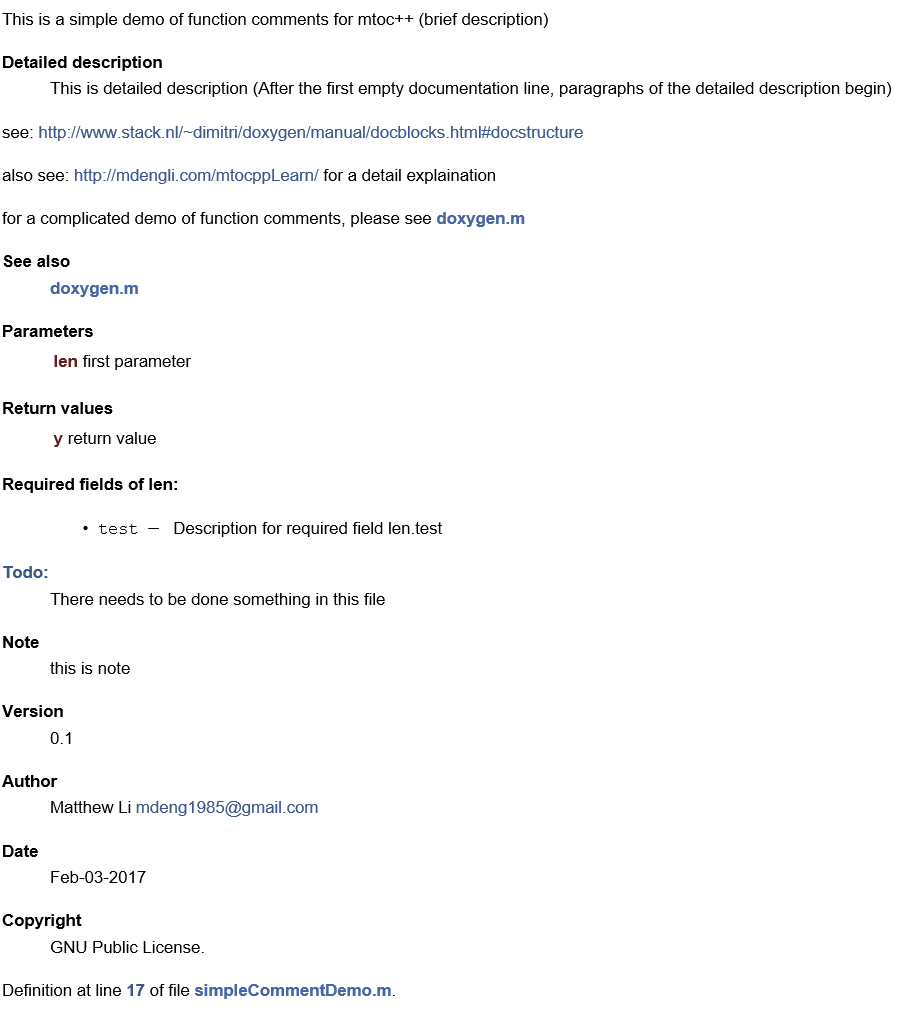 This is a simple demo of function comments for mtoc++ (brief description)
Detailed description
This is detailed description (After the first empty documentation line, paragraphs of the detailed description begin)
see: http://www.stack.nl/~dimitri/doxygen/manual/docblocks.html#docstructure
also see: http://mdengli.com/mtocppLearn/ for a detail explaination
for a complicated demo of function comments, please see doxygen.m
See also
doxygen.m
Parameters
len first parameter
Return values
y return value
Required fields of len:
• test — Description for required field len.test
Todo:
There needs to be done something in this file
Note
this is note
Version
0.1
Author
Matthew Li mdeng1985@gmail.com
Date
Feb-03-2017
Copyright
GNU Public License.
Definition at line 17 of file simpleCommentDemo.m.